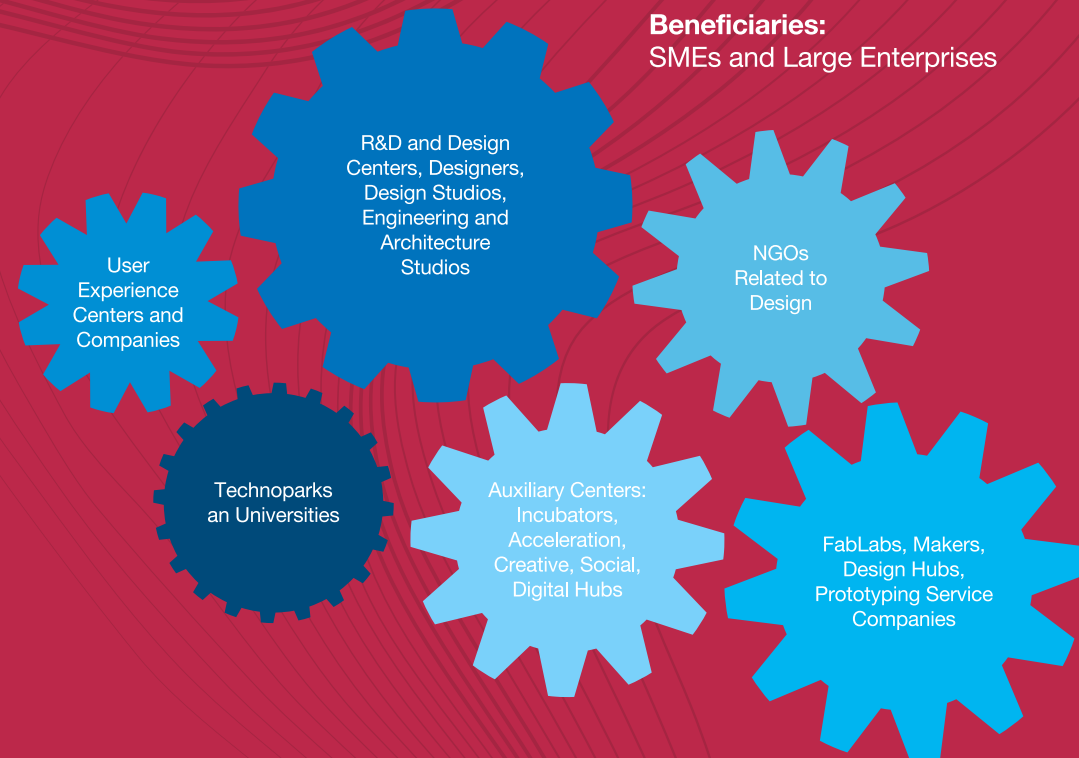 Beneficiaries:
SMEs and Large Enterprises
R&D and Design
Centers, Designers,
Design Studios,
Engineering and
Architecture
Studios
NGOs
Related to
Design
User
Experience
Centers and
Companies
Technoparks
an Universities
Auxiliary Centers:
Incubators,
Acceleration,
Creative, Social,
Digital Hubs
FabLabs, Makers,
Design Hubs,
Prototyping Service
Companies